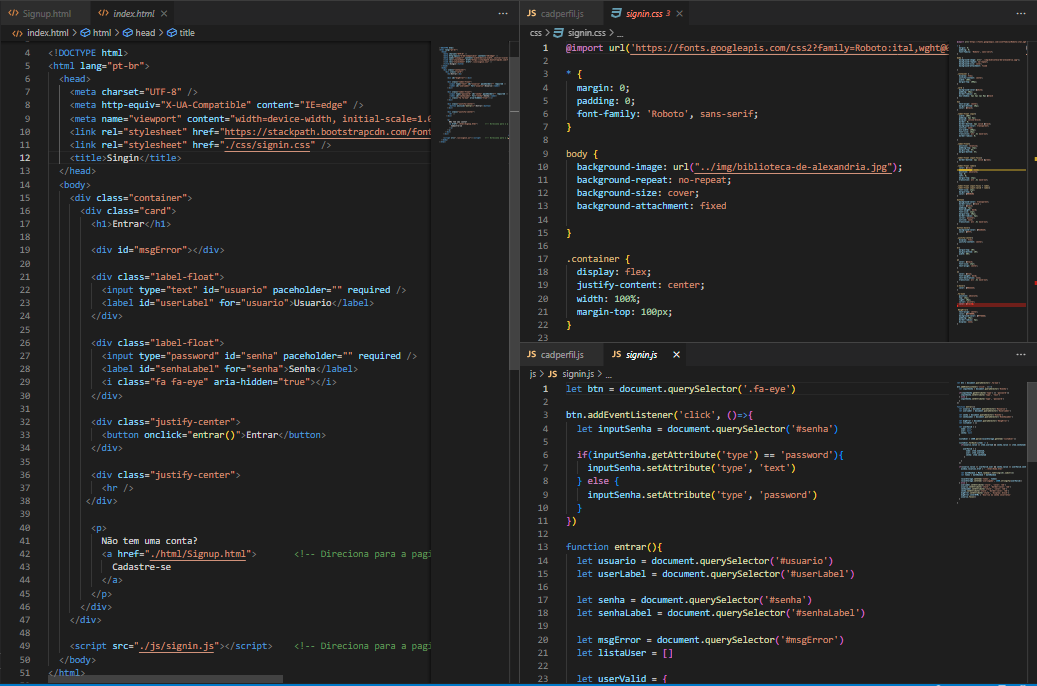 Signup.html
index.html
index.html > html > head > title
4 <!DOCTYPE html>
5 <html lang="pt-br">
6 <head>
7 <meta charset="UTF-8" />
8 <meta http-equiv="X-UA-Compatible" content="IE=edge" />
9 <meta name="viewport" content="width=device-width, initial-scale=1.0
10 <link rel="stylesheet" href="https://stackpath.bootstrapcdn.com/font
11 <link rel="stylesheet" href="./css/signin.css" />
12 <title>Singin</title>
13 </head>
14 <body>
15 <div class="container">
16 <div class="card">
17 <h1>Entrar</h1>
18
19 <div id="msgError"></div>
20
21 <div class="label-float">
22 <input type="text" id="usuario" paceholder="" required />
23 <label id="userLabel" for="usuario">Usuario</label>
24 </div>
25
26 <div class="label-float">
27 <input type="password" id="senha" paceholder="" required />
28 <label id="senhaLabel" for="senha">Senha</label>
29 <i class="fa fa-eye" aria-hidden="true"></i>
30 </div>
31
32 <div class="justify-center">
33 <button onclick="entrar()">Entrar</button>
34 </div>
35
36 <div class="justify-center">
37 <hr />
38 </div>
39
40 <p>
41 Não tem uma conta?
42 <a href="./html/Signup.html"> <!-- Direciona para a pagi
43 Cadastre-se
44 </a>
45 </p>
46 </div>
47 </div>
48
49 <script src="./js/signin.js"></script> <!-- Direciona para a pagi
50 </body>
51 </html>
JS cadperfil.js
signin.css 3
css > signin.css > ...
1 @import url('https://fonts.googleapis.com/css2?family=Roboto:ital,wght@
2
3 * {
4 margin: 0;
5 padding: 0;
6 font-family: 'Roboto', sans-serif;
7 }
8
9 body {
10 background-image: url("../img/biblioteca-de-alexandria.jpg");
11 background-repeat: no-repeat;
12 background-size: cover;
13 background-attachment: fixed
14
15 }
16
17 .container {
18 display: flex;
19 justify-content: center;
20 width: 100%;
21 margin-top: 100px;
22 }
23
JS cadperfil.js
JS signin.js
js > JS signin.js > ...
1 let btn = document.querySelector('.fa-eye')
2
3 btn.addEventListener('click', ()=>{
4 let inputSenha = document.querySelector('#senha')
5
6 if(inputSenha.getAttribute('type') == 'password'){
7 inputSenha.setAttribute('type', 'text')
8 } else {
9 inputSenha.setAttribute('type', 'password')
10 }
11 })
12
13 function entrar(){
14 let usuario = document.querySelector('#usuario')
15 let userLabel = document.querySelector('#userLabel')
16
17 let senha = document.querySelector('#senha')
18 let senhaLabel = document.querySelector('#senhaLabel')
19
20 let msgError = document.querySelector('#msgError')
21 let listaUser = []
22
23 let userValid = {